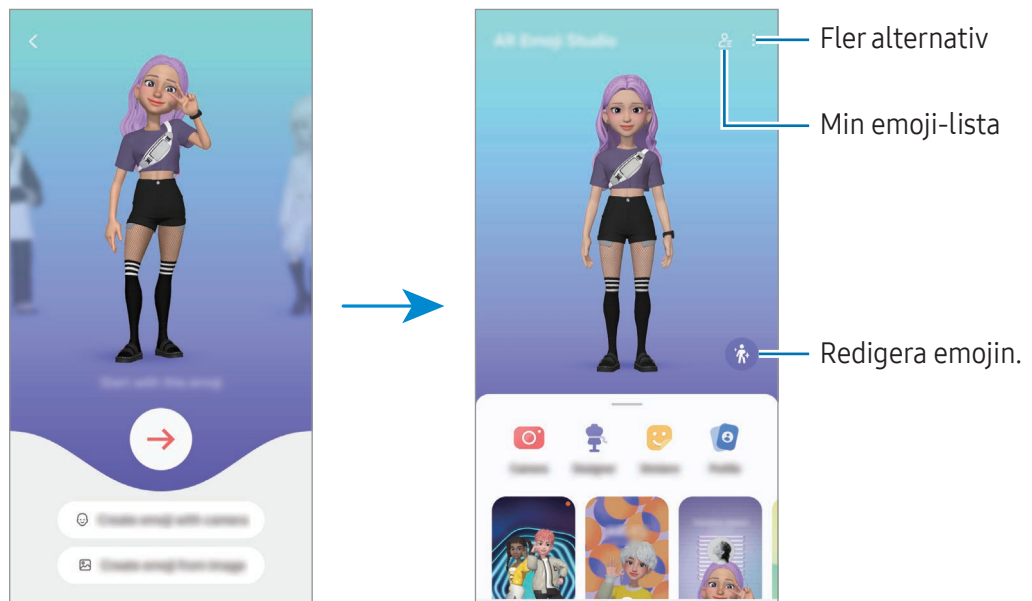 AR Emoji Studio
Fler alternativ
Min emoji-lista
Start with this emoji
Redigera emojin.
Camera
Designer
Stickers
Profile
Create emoji with camera
Create emoji from image